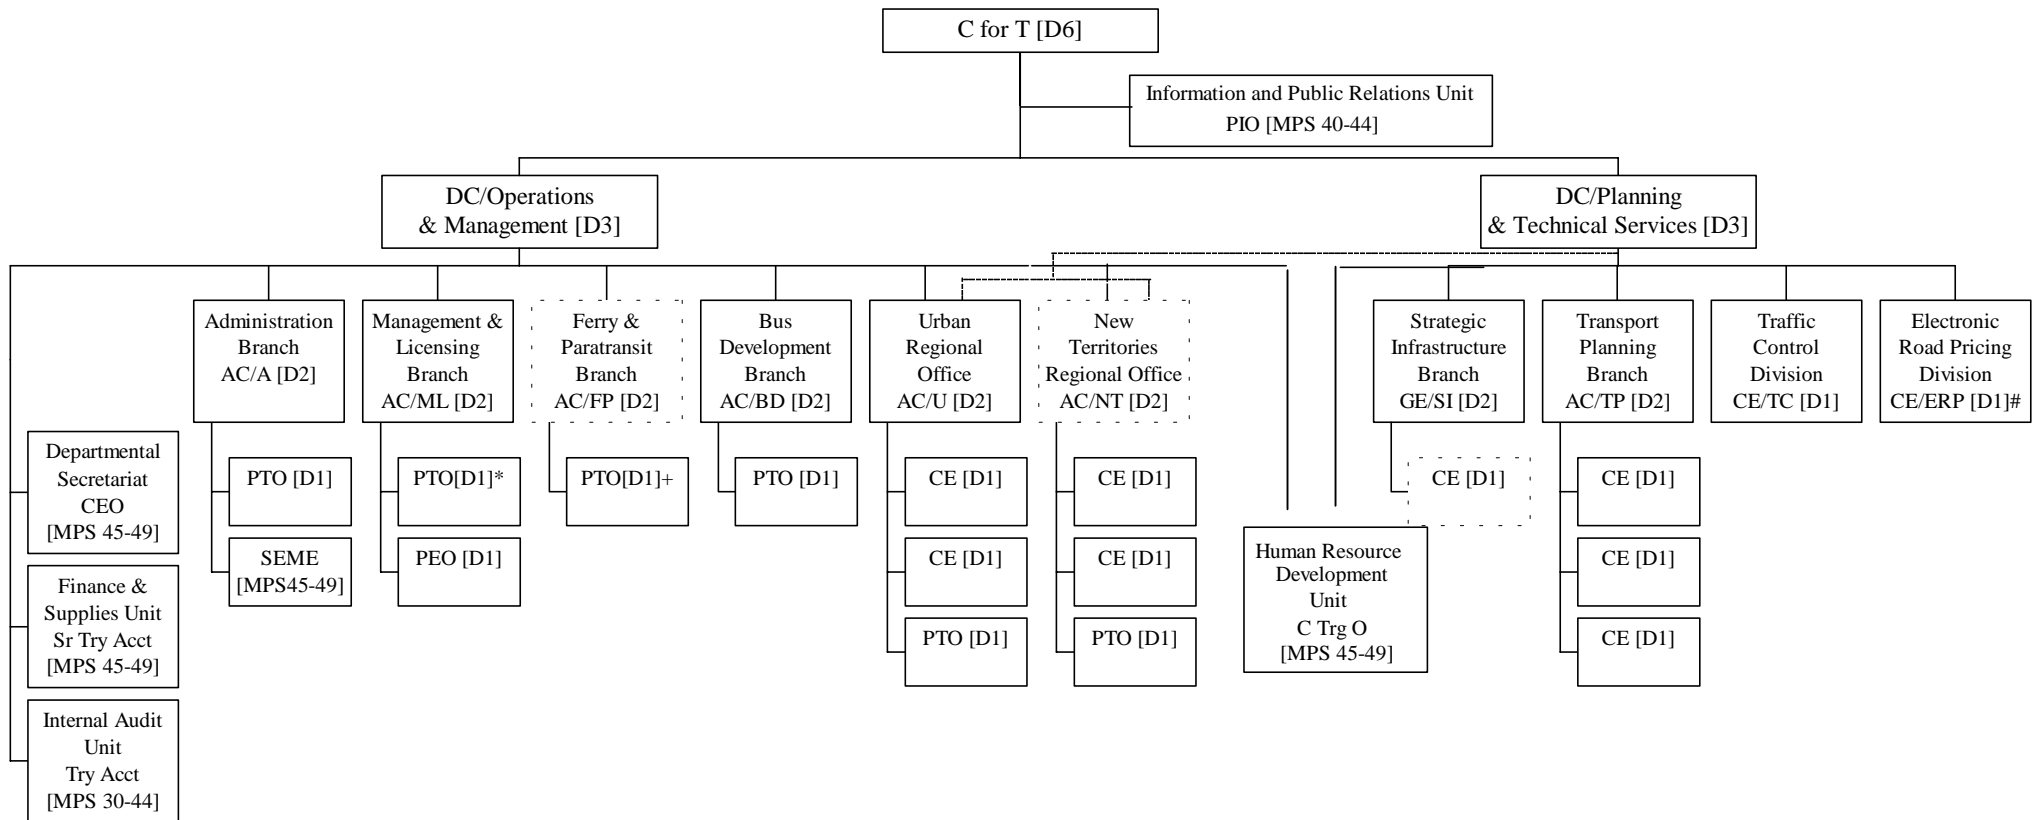 C for T [D6]
Information and Public Relations Unit
PIO [MPS 40-44]
DC/Operations
& Management [D3]
DC/Planning
& Technical Services [D3]
Administration
Branch
AC/A [D2]
Management &
Licensing
Branch
AC/ML [D2]
Ferry &
Paratransit
Branch
AC/FP [D2]
Bus
Development
Branch
AC/BD [D2]
Urban
Regional
Office
AC/U [D2]
New
Territories
Regional Office
AC/NT [D2]
Strategic
Infrastructure
Branch
GE/SI [D2]
Transport
Planning
Branch
AC/TP [D2]
Traffic
Control
Division
CE/TC [D1]
Electronic
Road Pricing
Division
CE/ERP [D1]#
Departmental
Secretariat
CEO
[MPS 45-49]
Finance &
Supplies Unit
Sr Try Acct
[MPS 45-49]
Internal Audit
Unit
Try Acct
[MPS 30-44]
PTO [D1]
SEME
[MPS45-49]
PTO[D1]*
PEO [D1]
PTO[D1]+
PTO [D1]
CE [D1]
CE [D1]
PTO [D1]
CE [D1]
CE [D1]
PTO [D1]
Human Resource
Development
Unit
C Trg O
[MPS 45-49]
CE [D1]
CE [D1]
CE [D1]
CE [D1]